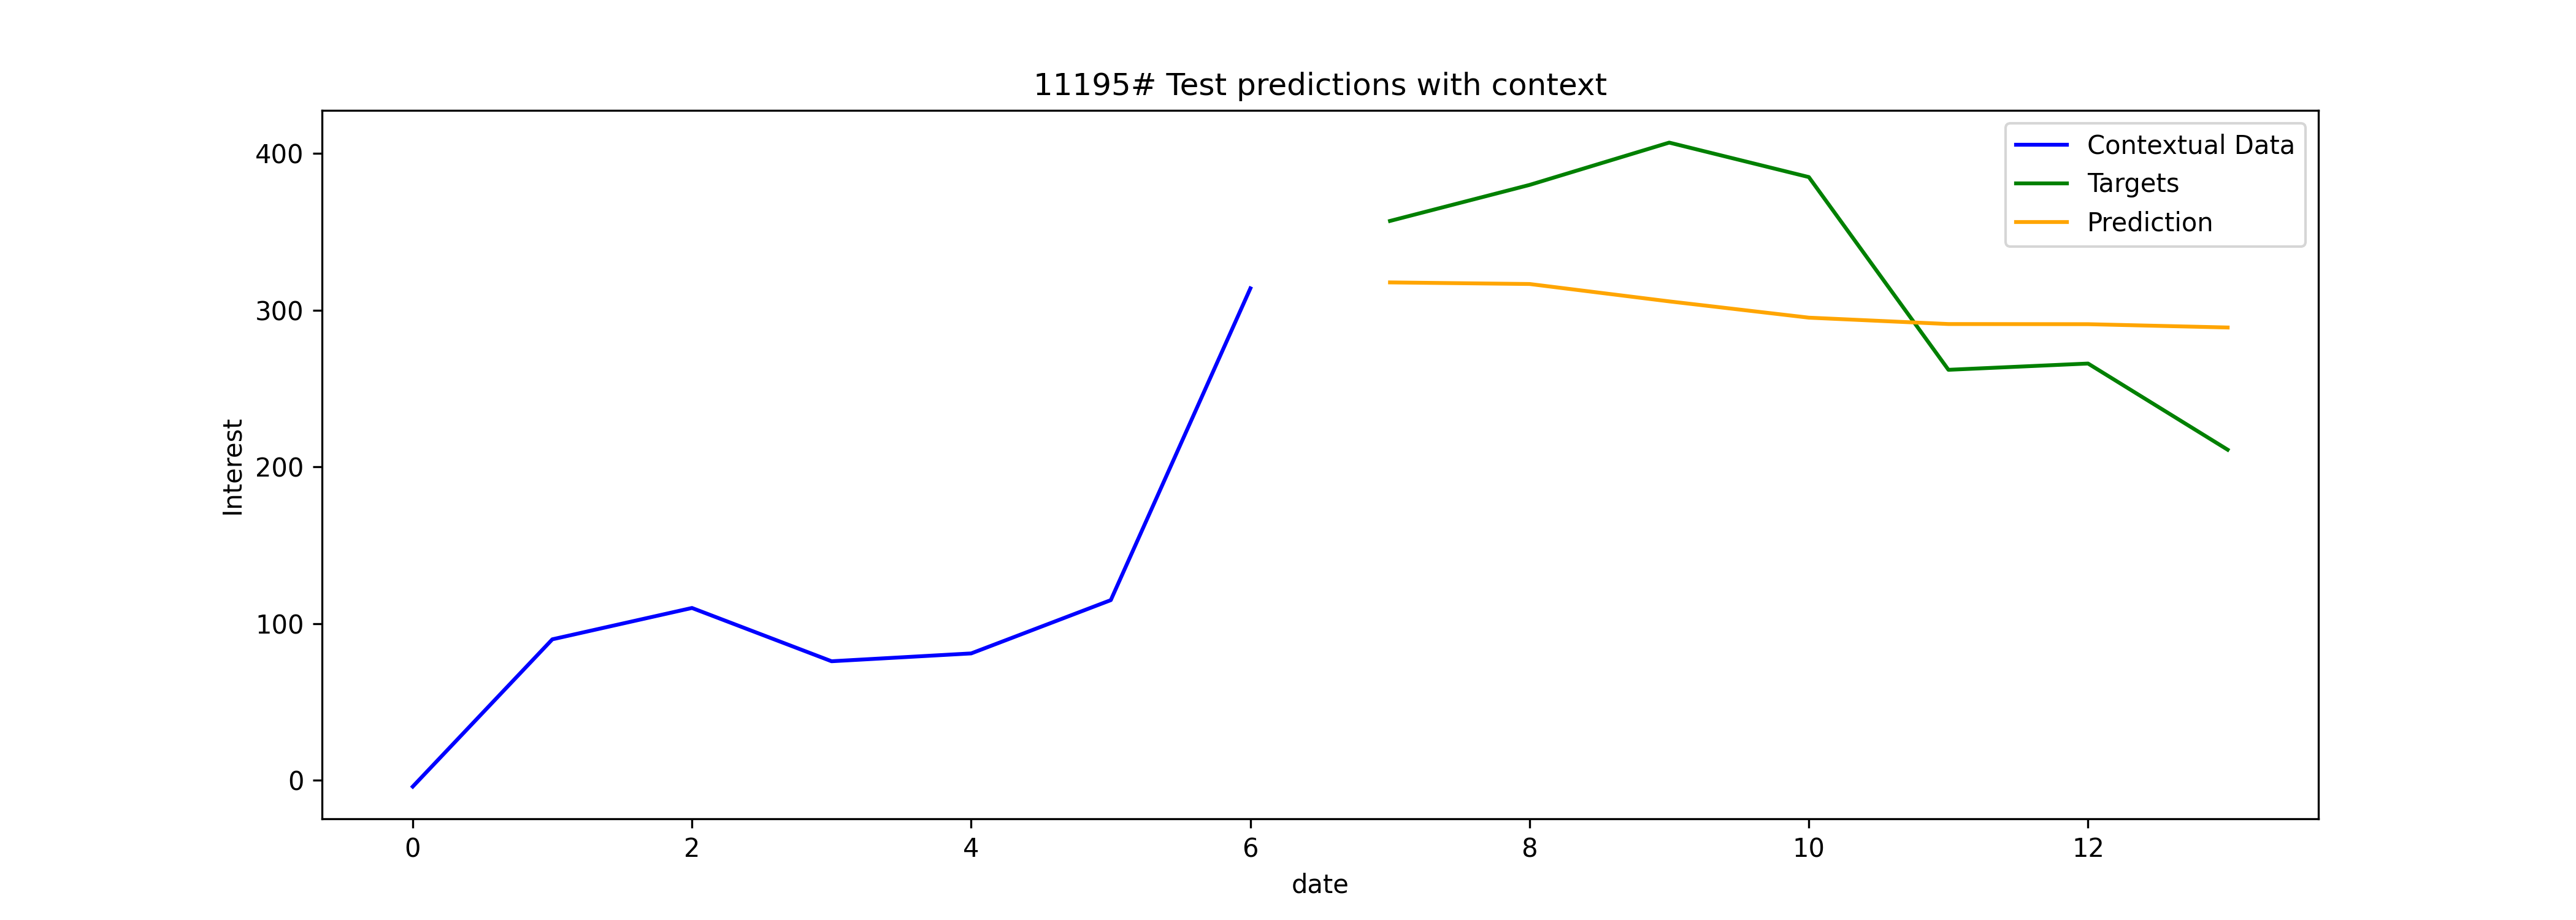 11195# Test predictions with context
Contextual Data
Targets
Prediction
Interest
400
300
200
100
0
0 2 4 6 8 10 12
date